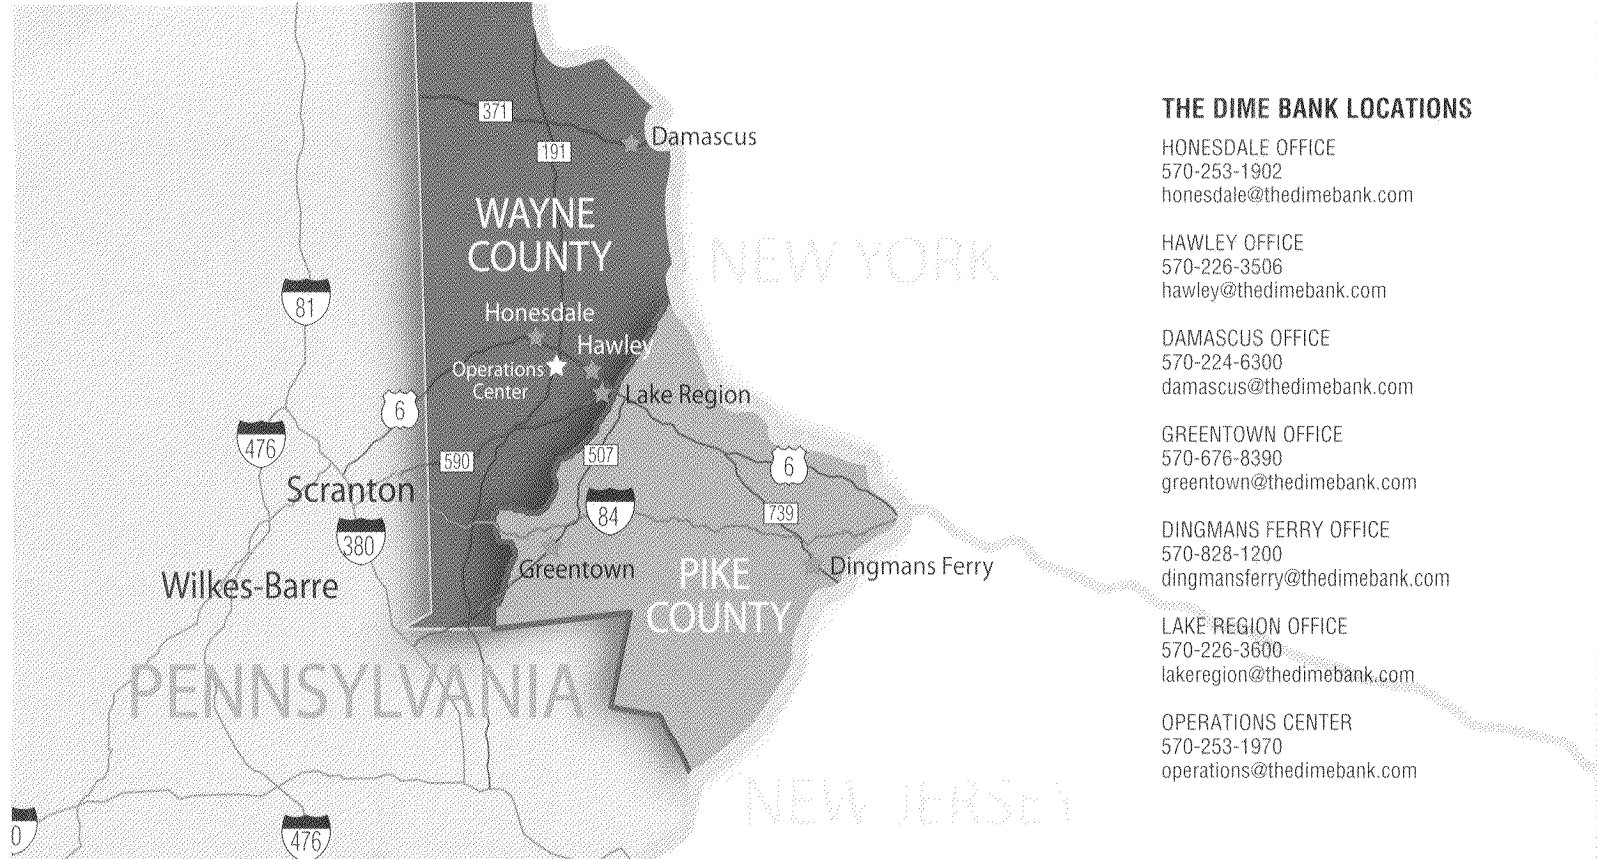 371
Damascus
191
WAYNE
COUNTY
NEW YORK
81
Honesdale
Hawley
Operations
Center
Lake Region
6
476
590
507
6
Scranton
84
739
380
Greentown
PIKE
COUNTY
Dingmans Ferry
Wilkes-Barre
PENNSYLVANIA
NEW JERSEY
0
476
THE DIME BANK LOCATIONS
HONESDALE OFFICE
570-253-1902
honesdale@thedimebank.com
HAWLEY OFFICE
570-226-3506
hawley@thedimebank.com
DAMASCUS OFFICE
570-224-6300
damascus@thedimebank.com
GREENTOWN OFFICE
570-676-8390
greentown@thedimebank.com
DINGMANS FERRY OFFICE
570-828-1200
dingmansferry@thedimebank.com
LAKE REGION OFFICE
570-226-3600
lakeregion@thedimebank.com
OPERATIONS CENTER
570-253-1970
operations@thedimebank.com